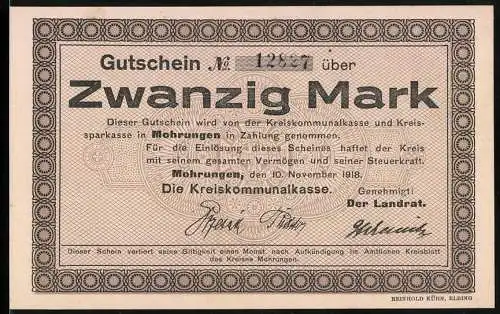 Gutschein № 12827 über
Zwanzig Mark
Dieser Gutschein wird von der Kreiskommunalkasse und Kreis-
sparkasse in Mohrungen in Zahlung genommen.
Für die Einlösung dieses Scheines haftet der Kreis
mit seinem gesamten Vermögen und seiner Steuerkraft.
Mohrungen, den 10. November 1918.
Die Kreiskommunalkasse.
Genehmigt:
Der Landrat.
Dieser Schein verliert seine Giltigkeit einen Monat nach Aufkündigung im Amtlichen Kreisblatt
des Kreises Mohrungen.
REINHOLD KÜHN, ELBING